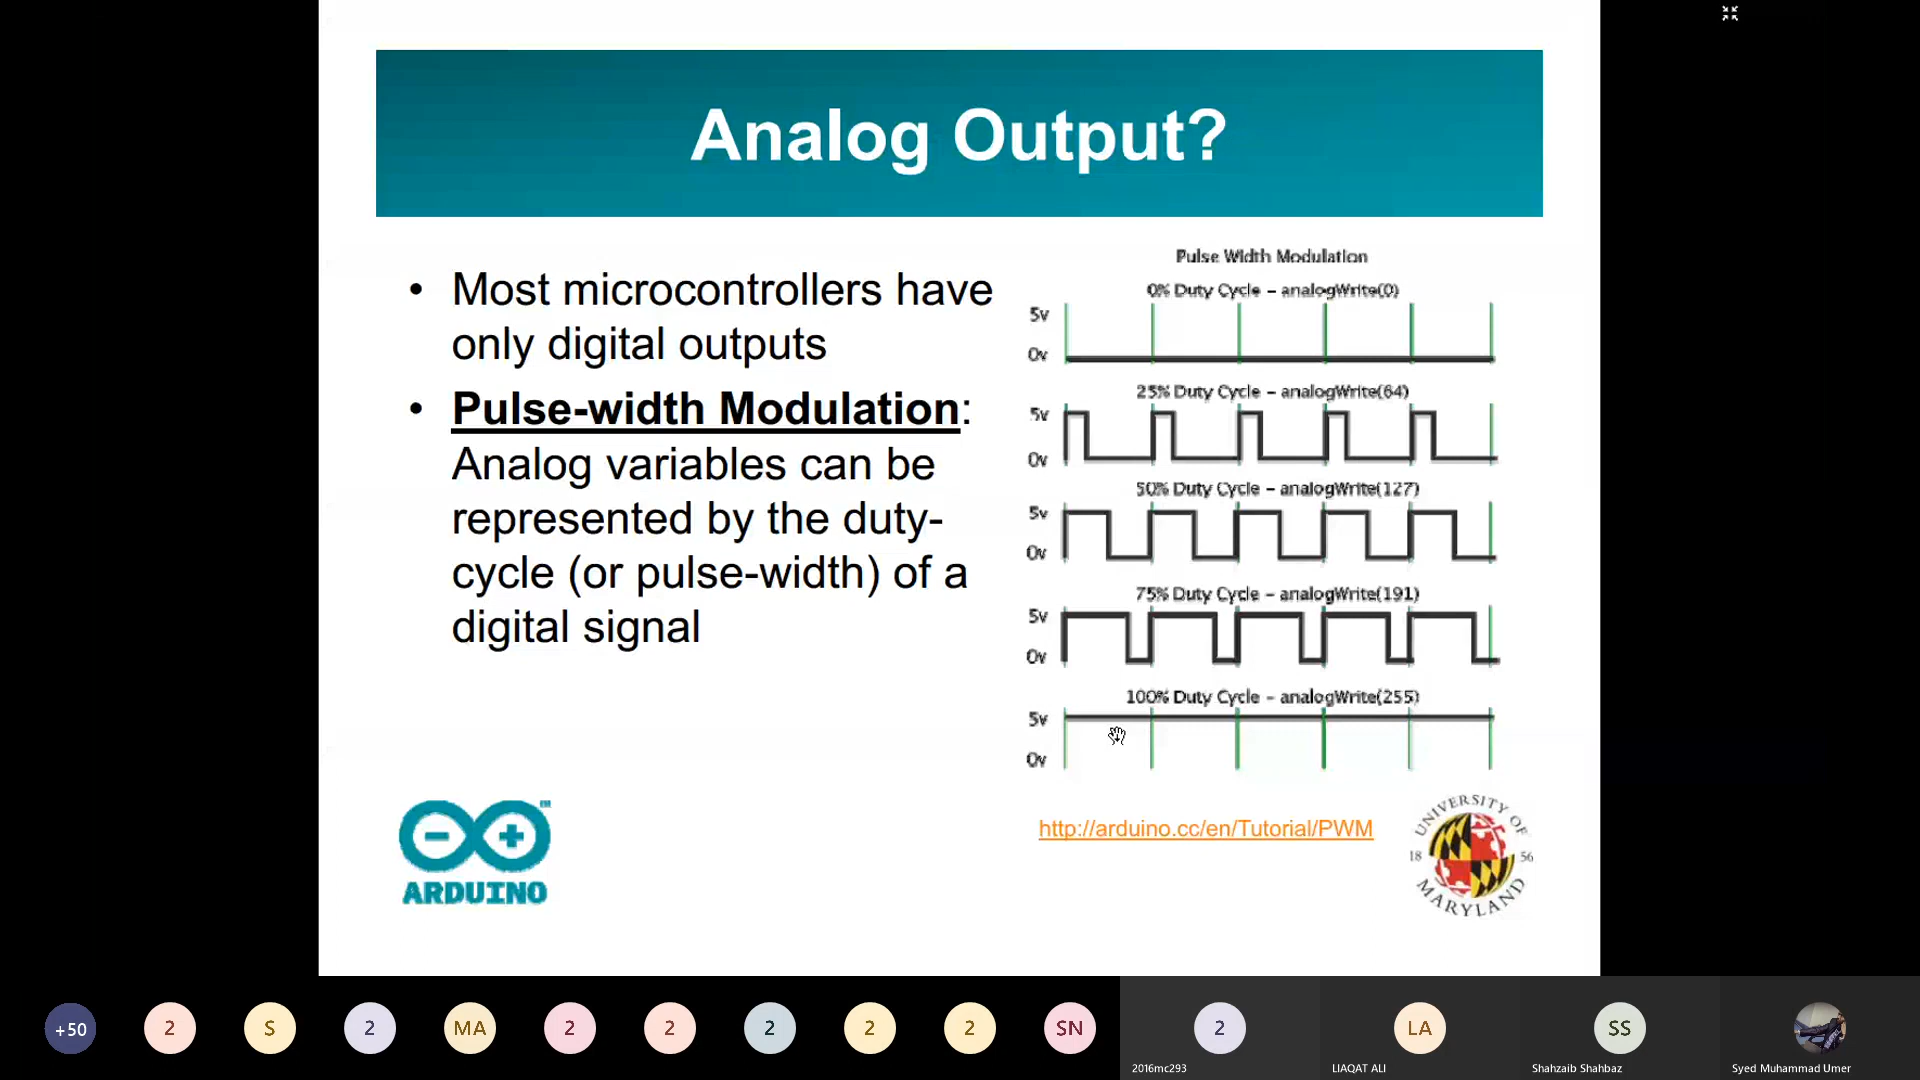 Analog Output?
• Most microcontrollers have
only digital outputs
• Pulse-width Modulation:
Analog variables can be
represented by the duty-
cycle (or pulse-width) of a
digital signal
Pulse Width Modulation
0% Duty Cycle – analogWrite(0)
5v
0v
25% Duty Cycle – analogWrite(64)
5v
0v
50% Duty Cycle – analogWrite(127)
5v
0v
75% Duty Cycle – analogWrite(191)
5v
0v
100% Duty Cycle – analogWrite(255)
5v
0v
http://arduino.cc/en/Tutorial/PWM
ARDUINO
TM
UNIVERSITY OF
18 56
MARYLAND
+50 2 S 2 MA 2 2 2 2 2 SN 2 LA SS
2016mc293 LIAQAT ALI Shahzaib Shahbaz Syed Muhammad Umer